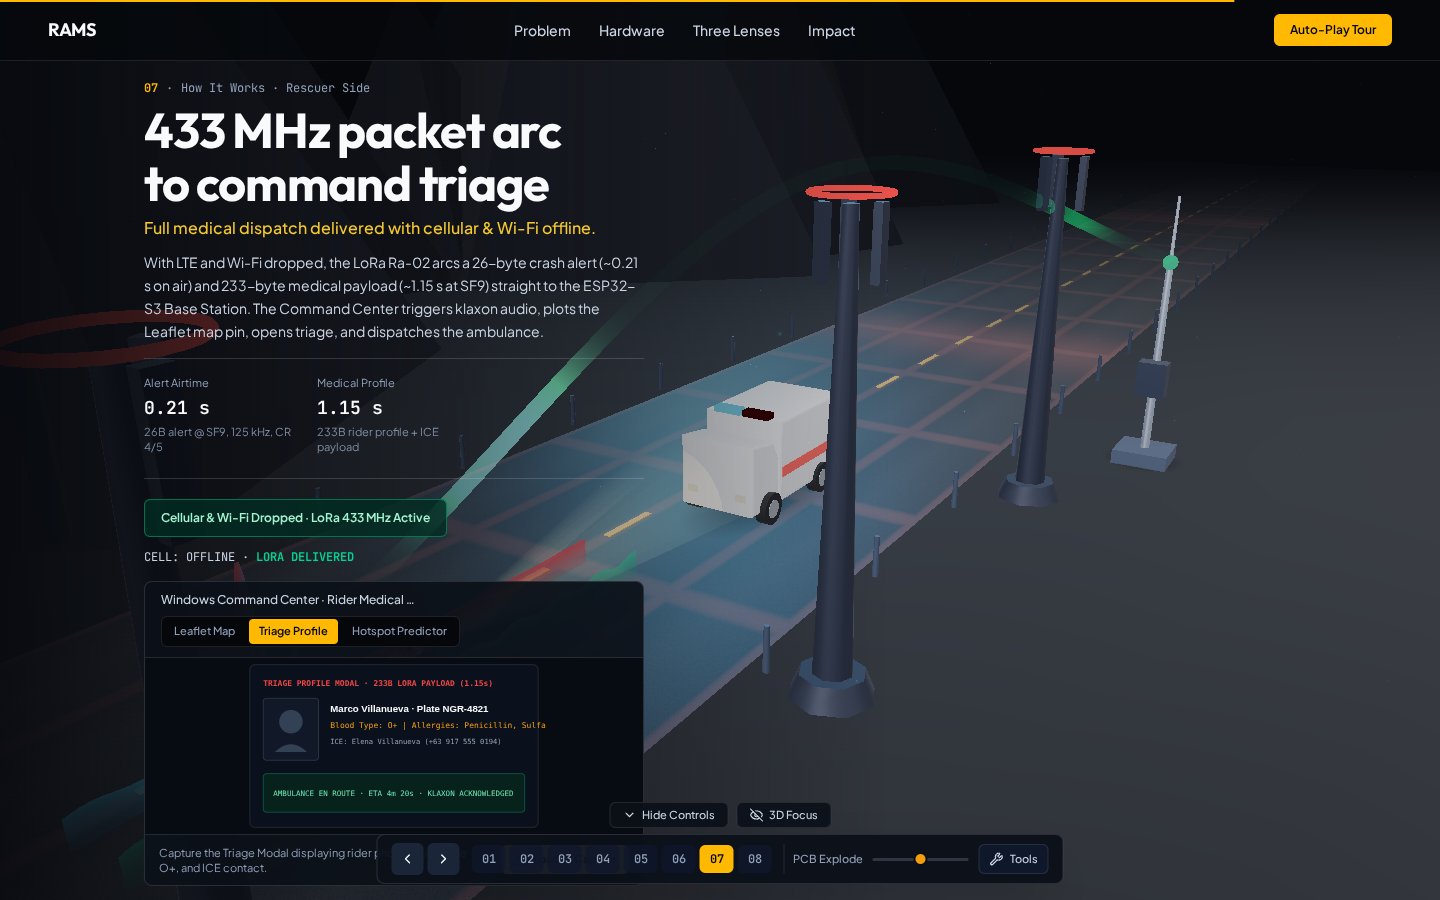 RAMS
Problem
Hardware
Three Lenses
Impact
Auto-Play Tour
07 · How It Works · Rescuer Side
433 MHz packet arc
to command triage
Full medical dispatch delivered with cellular & Wi-Fi offline.
With LTE and Wi-Fi dropped, the LoRa Ra-02 arcs a 26-byte crash alert (~0.21
s on air) and 233-byte medical payload (~1.15 s at SF9) straight to the ESP32-
S3 Base Station. The Command Center triggers klaxon audio, plots the
Leaflet map pin, opens triage, and dispatches the ambulance.
Alert Airtime
0.21 s
26B alert @ SF9, 125 kHz, CR
4/5
Medical Profile
1.15 s
233B rider profile + ICE
payload
Cellular & Wi-Fi Dropped · LoRa 433 MHz Active
CELL: OFFLINE · LORA DELIVERED
Windows Command Center · Rider Medical ...
Leaflet Map
Triage Profile
Hotspot Predictor
TRIAGE PROFILE MODAL · 233B LORA PAYLOAD (1.15s)
Marco Villanueva · Plate NGR-4821
Blood Type: O+ | Allergies: Penicillin, Sulfa
ICE: Elena Villanueva (+63 917 555 0194)
AMBULANCE EN ROUTE · ETA 4m 20s · KLAXON ACKNOWLEDGED
Capture the Triage Modal displaying rider
O+, and ICE contact.
Hide Controls
3D Focus
01
02
03
04
05
06
07
08
PCB Explode
Tools